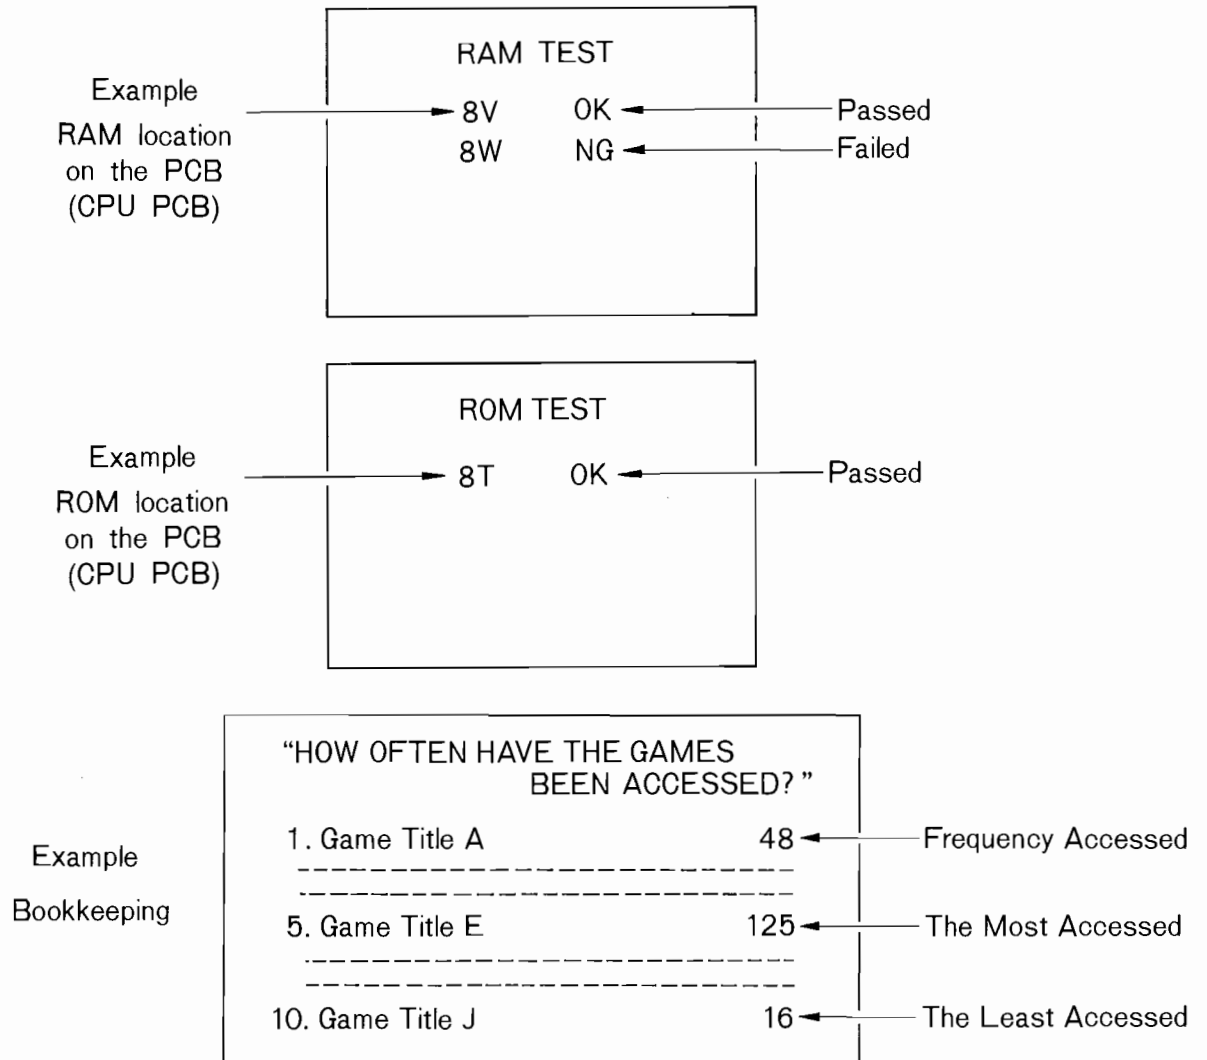 RAM TEST
Example
RAM location
on the PCB
(CPU PCB)
8V OK Passed
8W NG Failed
ROM TEST
Example
ROM location
on the PCB
(CPU PCB)
8T OK Passed
“HOW OFTEN HAVE THE GAMES
BEEN ACCESSED?”
Example
Bookkeeping
1. Game Title A 48 Frequency Accessed
5. Game Title E 125 The Most Accessed
10. Game Title J 16 The Least Accessed